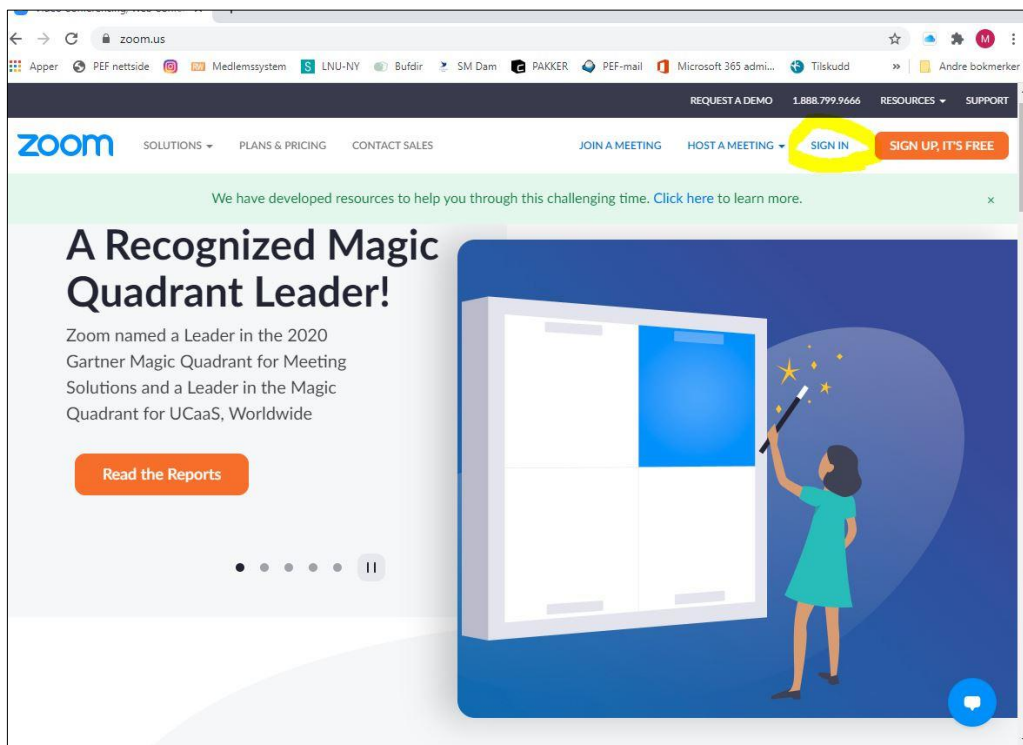 zoom.us
M
Apper PEF nettside Medlemssystem S LNU-NY Bufdir SM Dam PAKKER PEF-mail Microsoft 365 admi... Tilskudd » Andre bokmerker
REQUEST A DEMO 1.888.799.9666 RESOURCES SUPPORT
zoom SOLUTIONS PLANS & PRICING CONTACT SALES JOIN A MEETING HOST A MEETING SIGN IN SIGN UP, IT'S FREE
We have developed resources to help you through this challenging time. Click here to learn more. ×
A Recognized Magic
Quadrant Leader!
Zoom named a Leader in the 2020
Gartner Magic Quadrant for Meeting
Solutions and a Leader in the Magic
Quadrant for UCaaS, Worldwide
Read the Reports